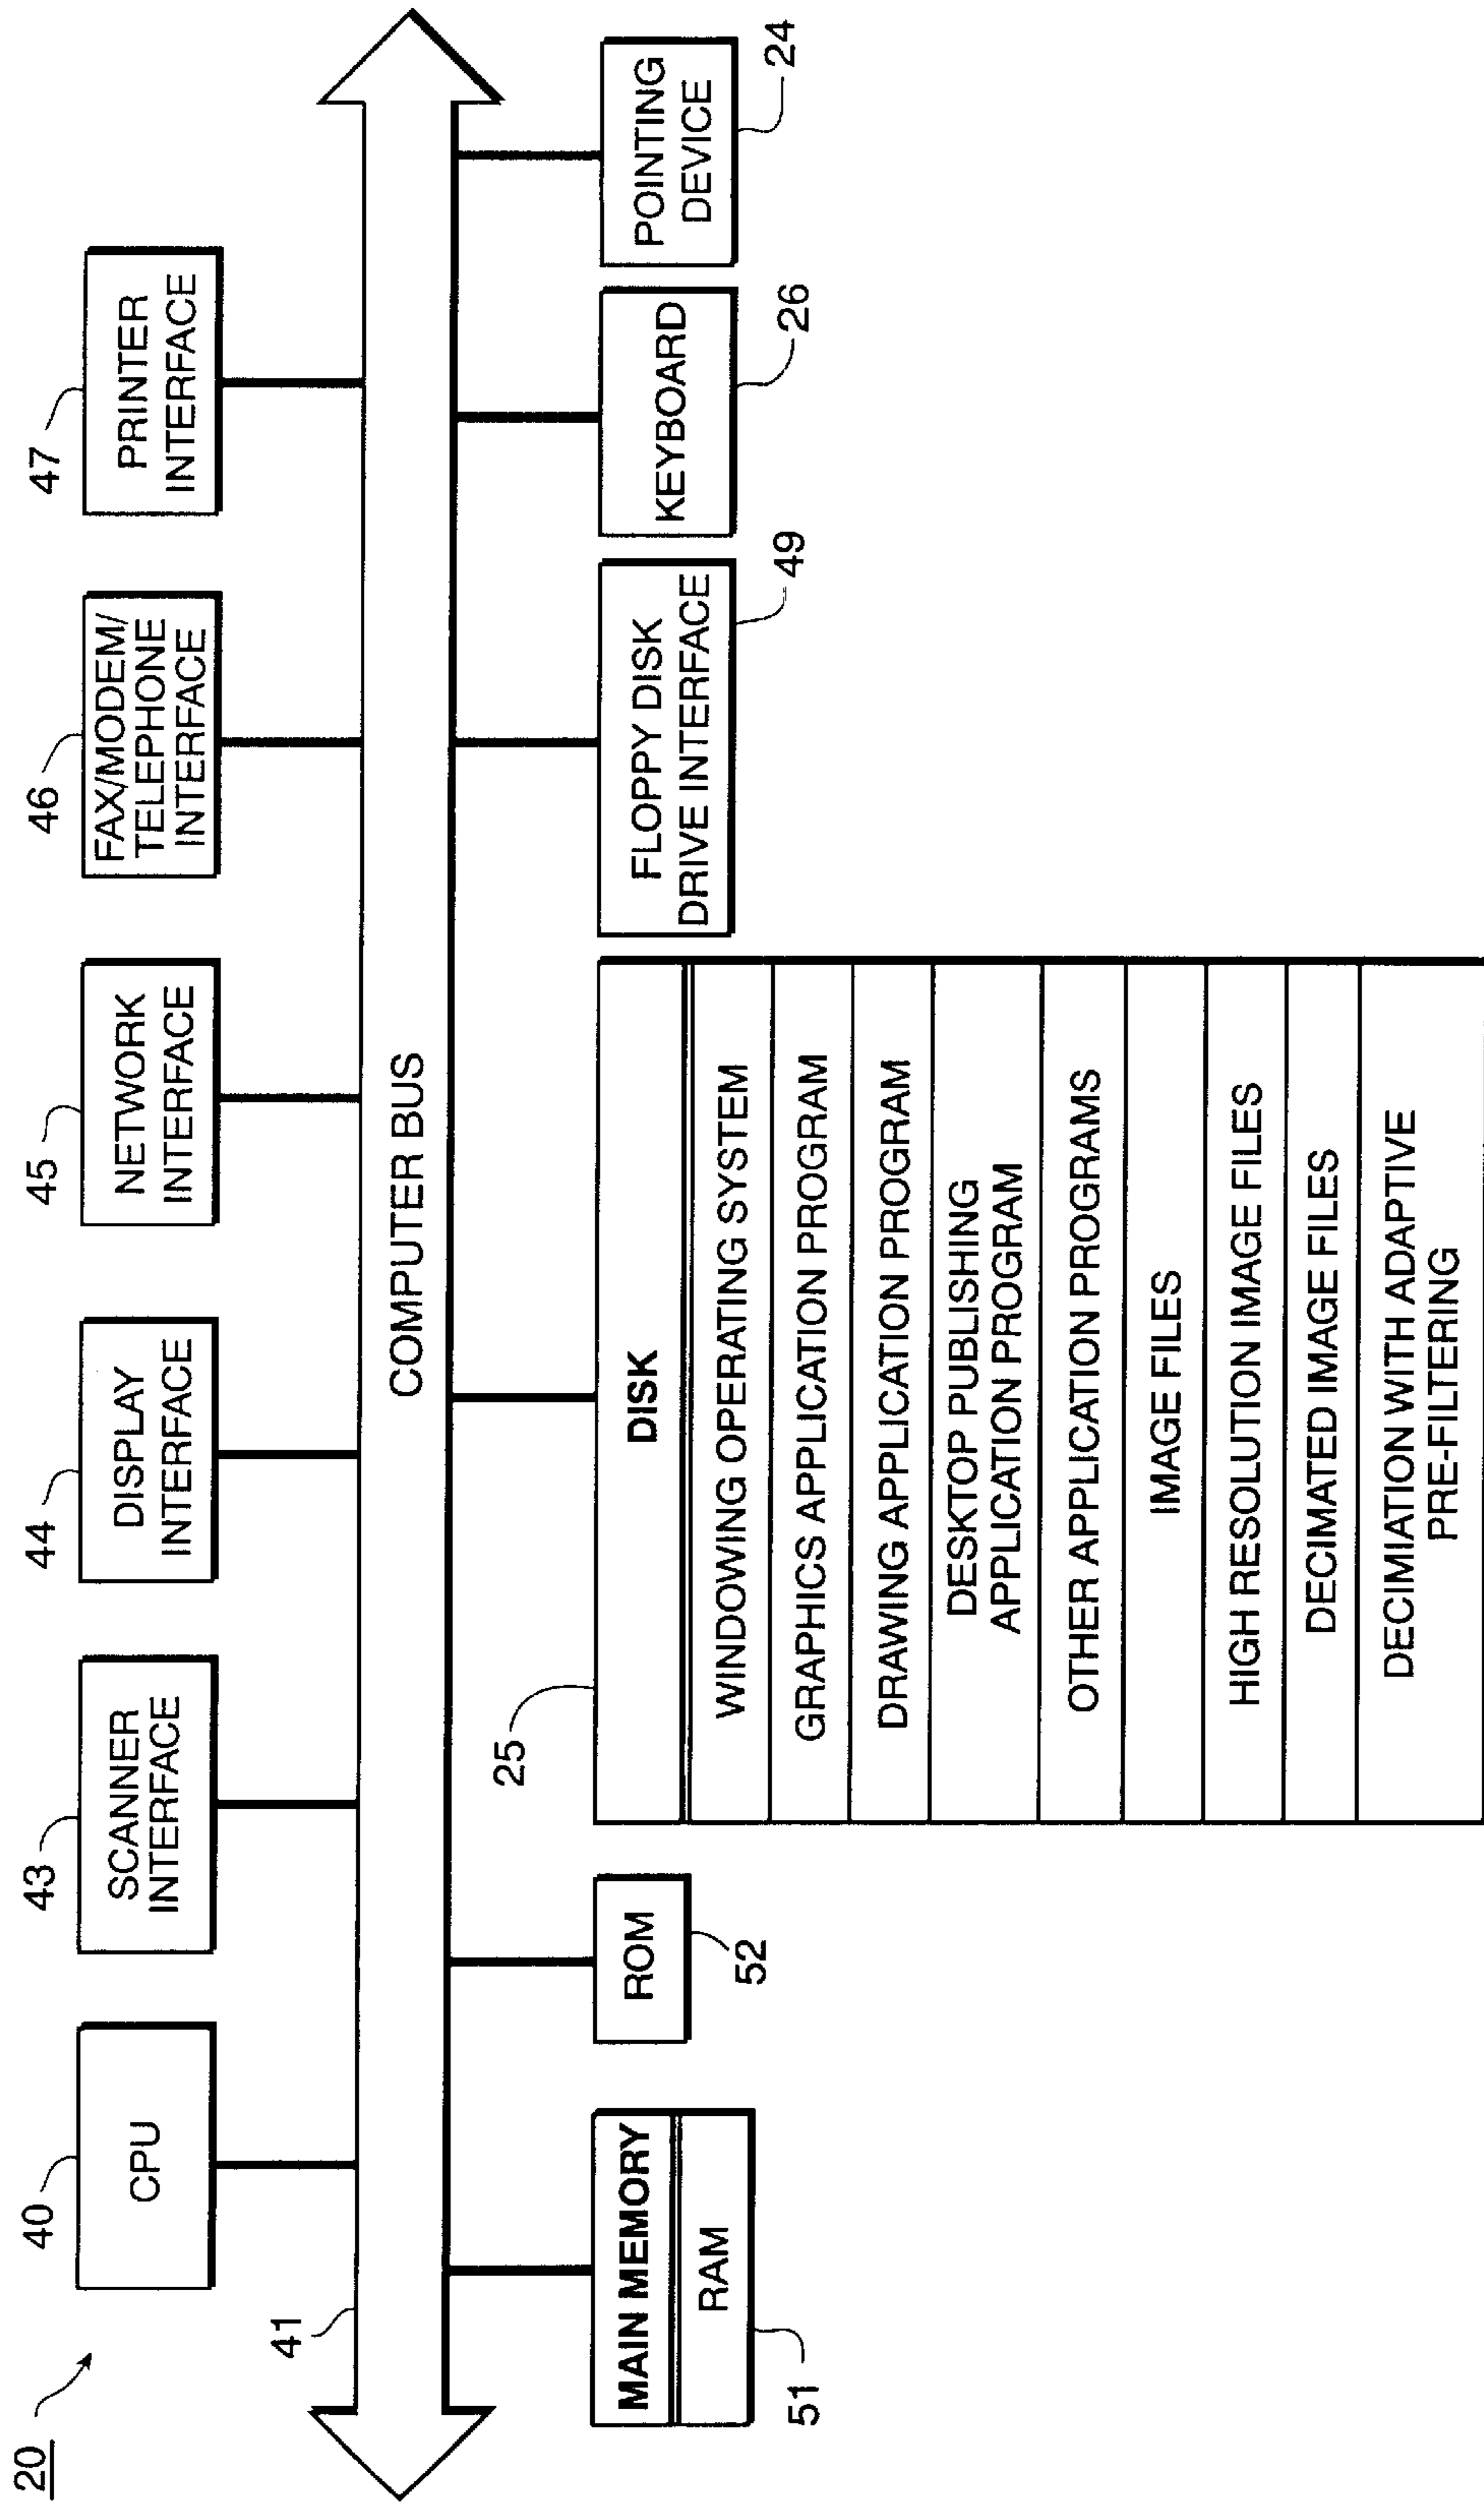 20
40
CPU
43
SCANNER
INTERFACE
44
DISPLAY
INTERFACE
45
NETWORK
INTERFACE
46
FAX/MODEM/
TELEPHONE
INTERFACE
47
PRINTER
INTERFACE
41
COMPUTER BUS
MAIN MEMORY
RAM
51
ROM
52
25
DISK
WINDOWING OPERATING SYSTEM
GRAPHICS APPLICATION PROGRAM
DRAWING APPLICATION PROGRAM
DESKTOP PUBLISHING
APPLICATION PROGRAM
OTHER APPLICATION PROGRAMS
IMAGE FILES
HIGH RESOLUTION IMAGE FILES
DECIMATED IMAGE FILES
DECIMIATION WITH ADAPTIVE
PRE-FILTERING
FLOPPY DISK
DRIVE INTERFACE
49
KEYBOARD
26
POINTING
DEVICE
24